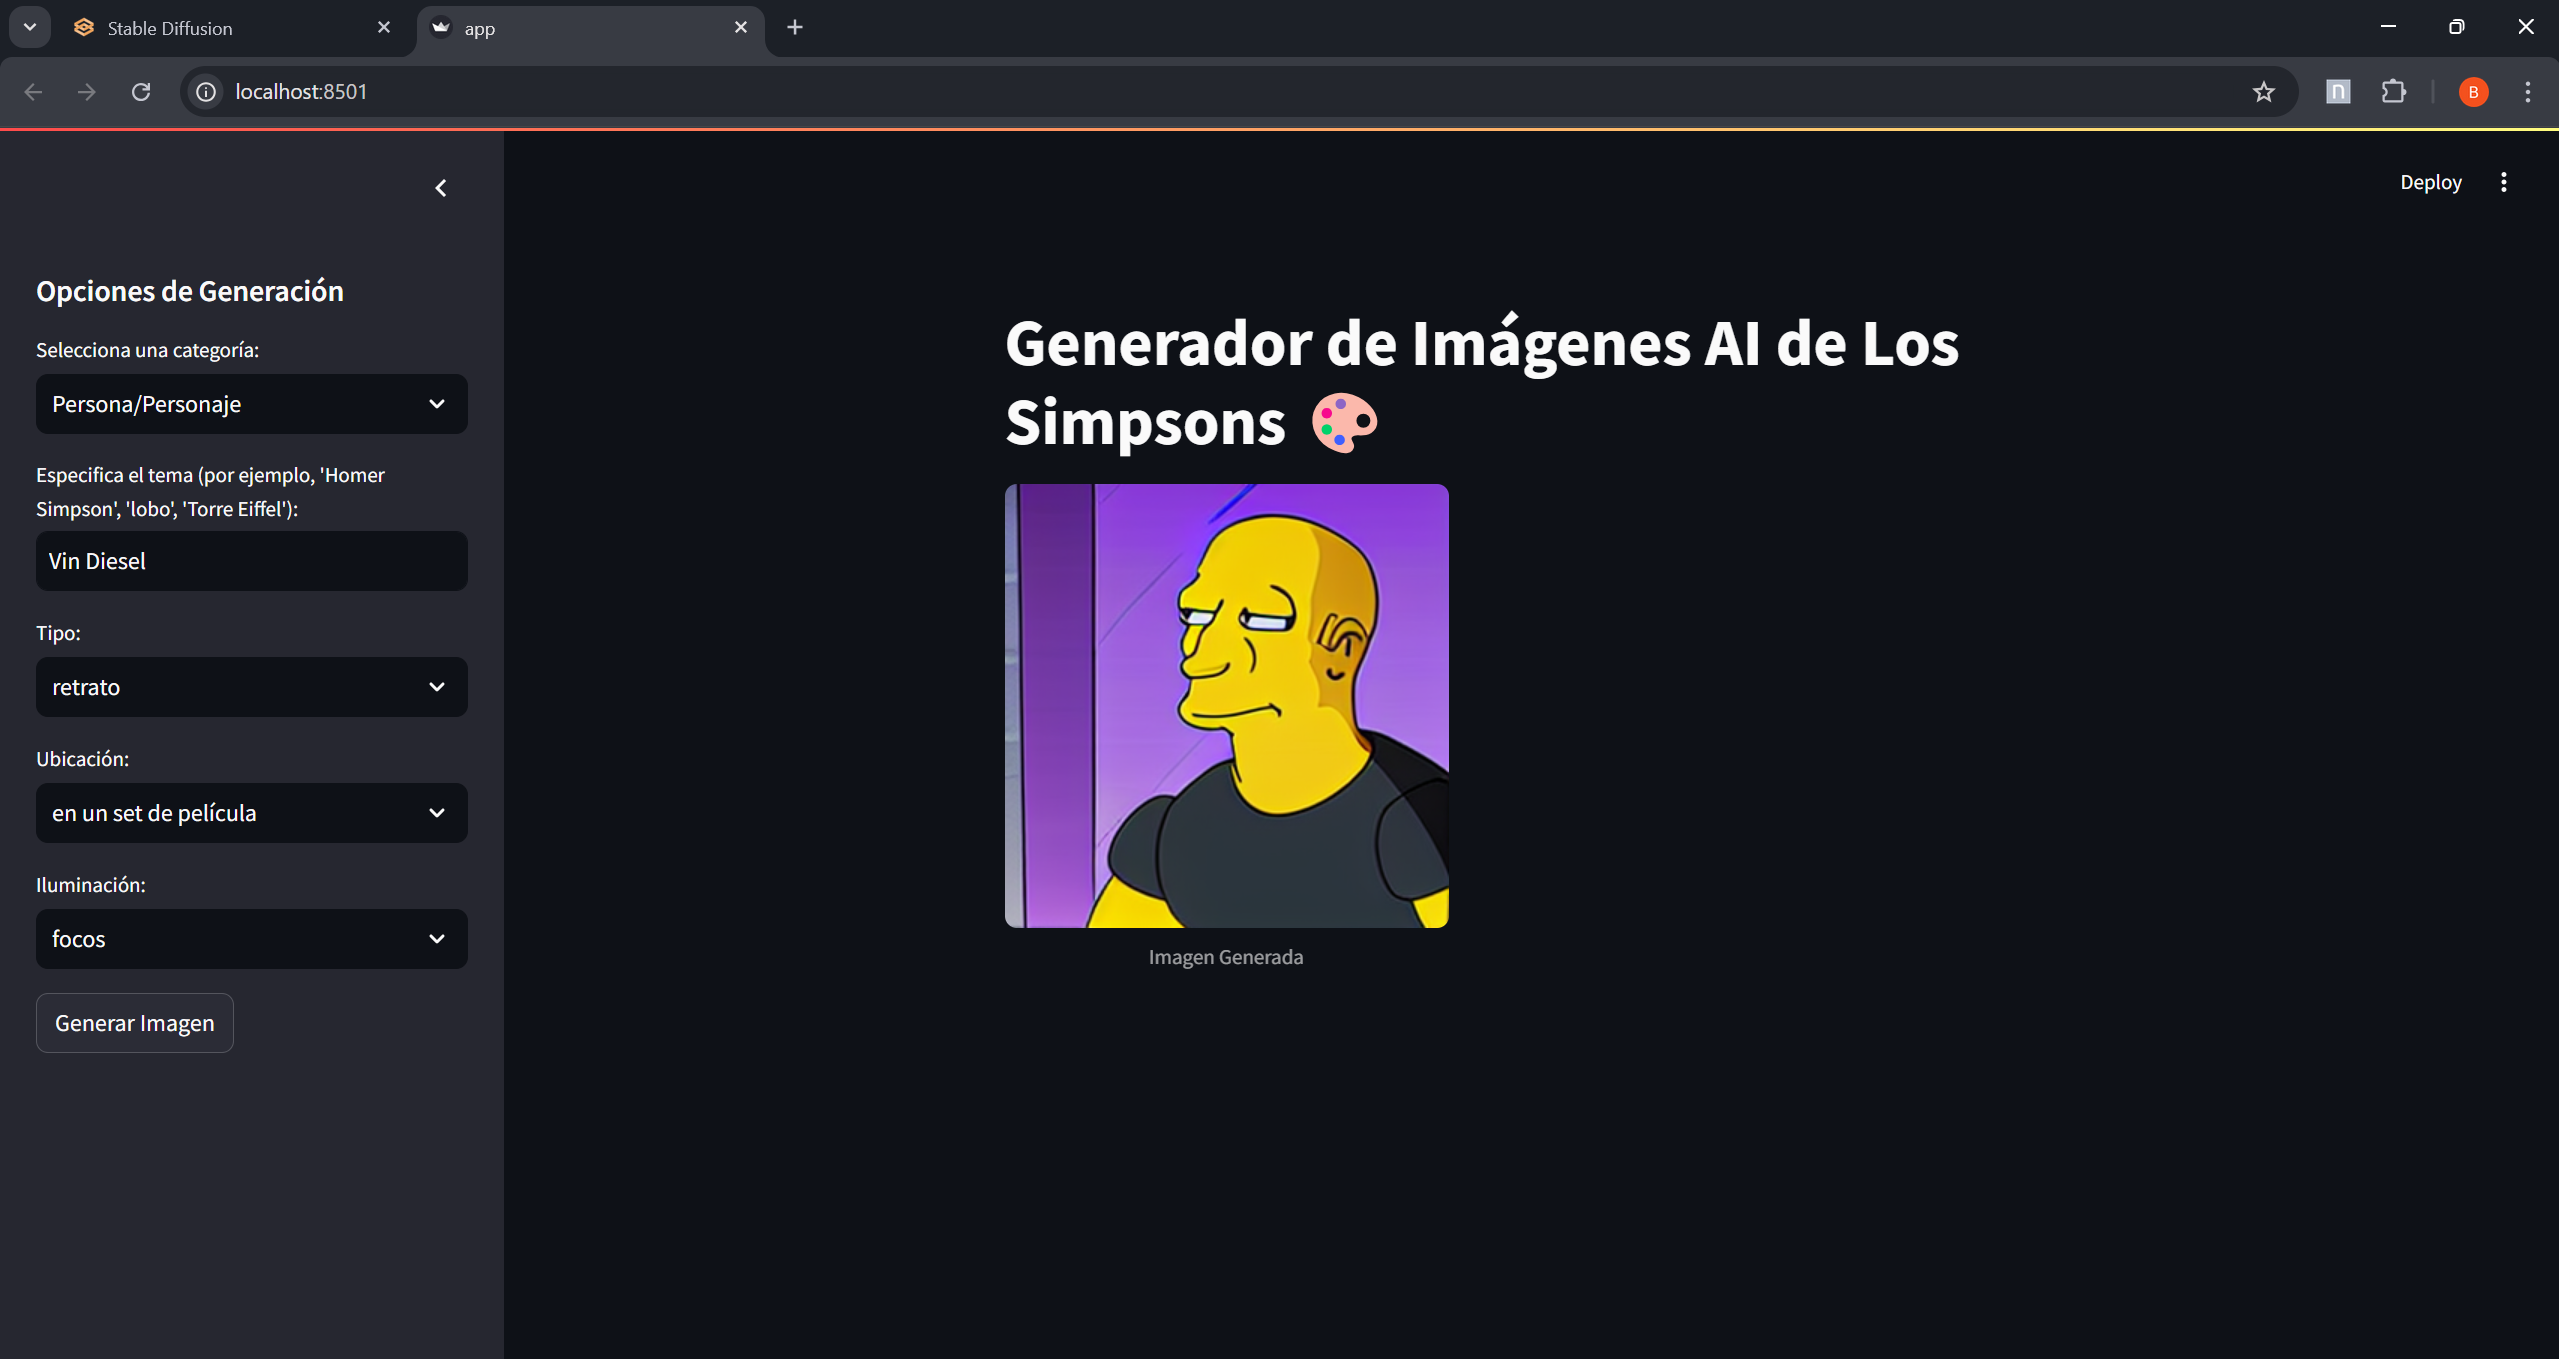 Stable Diffusion
app
localhost:8501
n
B
Deploy
Opciones de Generación
Selecciona una categoría:
Persona/Personaje
Especifica el tema (por ejemplo, 'Homer
Simpson', 'lobo', 'Torre Eiffel'):
Vin Diesel
Tipo:
retrato
Ubicación:
en un set de película
Iluminación:
focos
Generar Imagen
Generador de Imágenes AI de Los
Simpsons
Imagen Generada